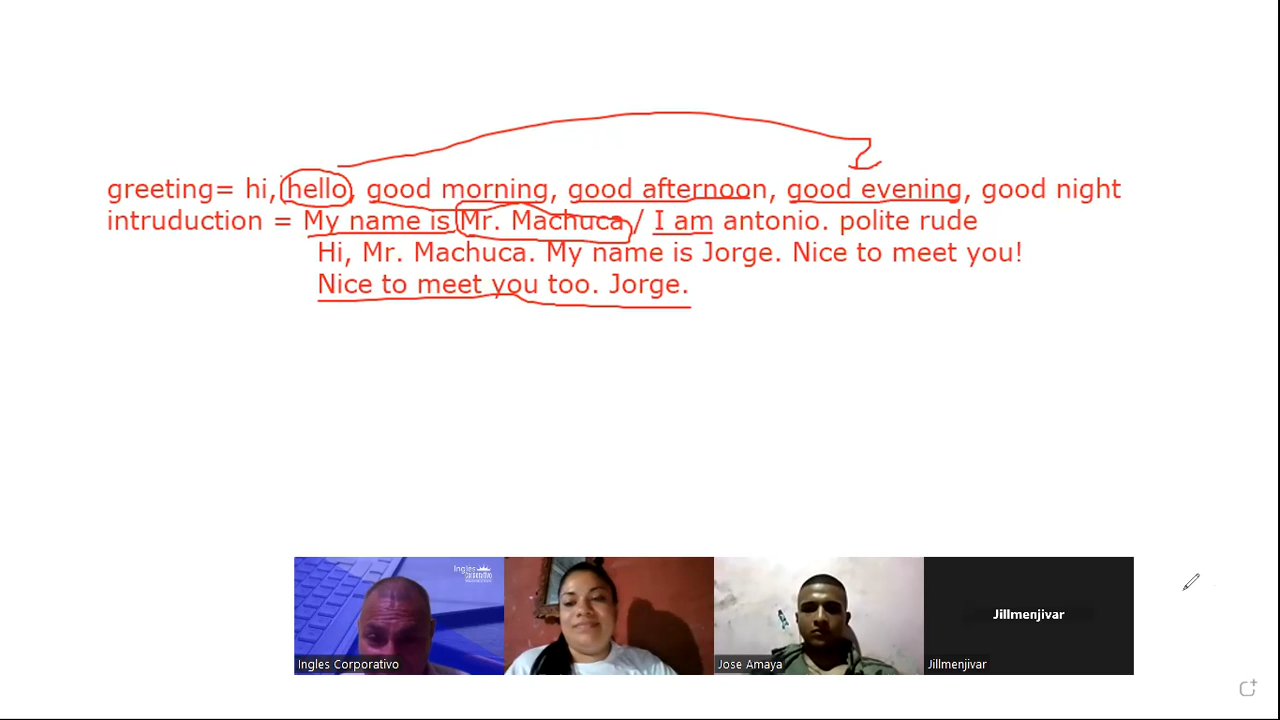 greeting= hi, hello, good morning, good afternoon, good evening, good night
intruduction = My name is Mr. Machuca / I am antonio. polite rude
Hi, Mr. Machuca. My name is Jorge. Nice to meet you!
Nice to meet you too. Jorge.
Ingles
corporativo
Jillmenjivar
Ingles Corporativo
Jose Amaya
Jillmenjivar